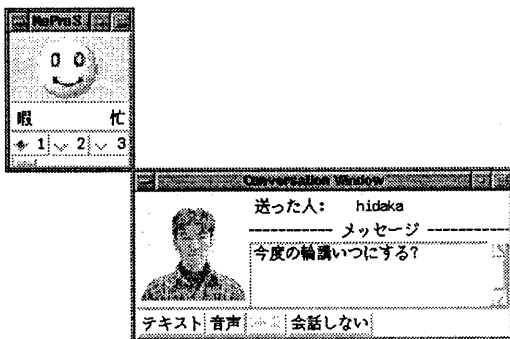 NePro3
暇 忙
1 2 3
Conversation Window
送った人: hidaka
----------- メッセージ -----------
今度の輪講いつにする?
テキスト 音声 会話しない